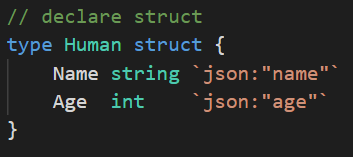 // declare struct
type Human struct {
    Name string `json:"name"`
    Age  int    `json:"age"`
}